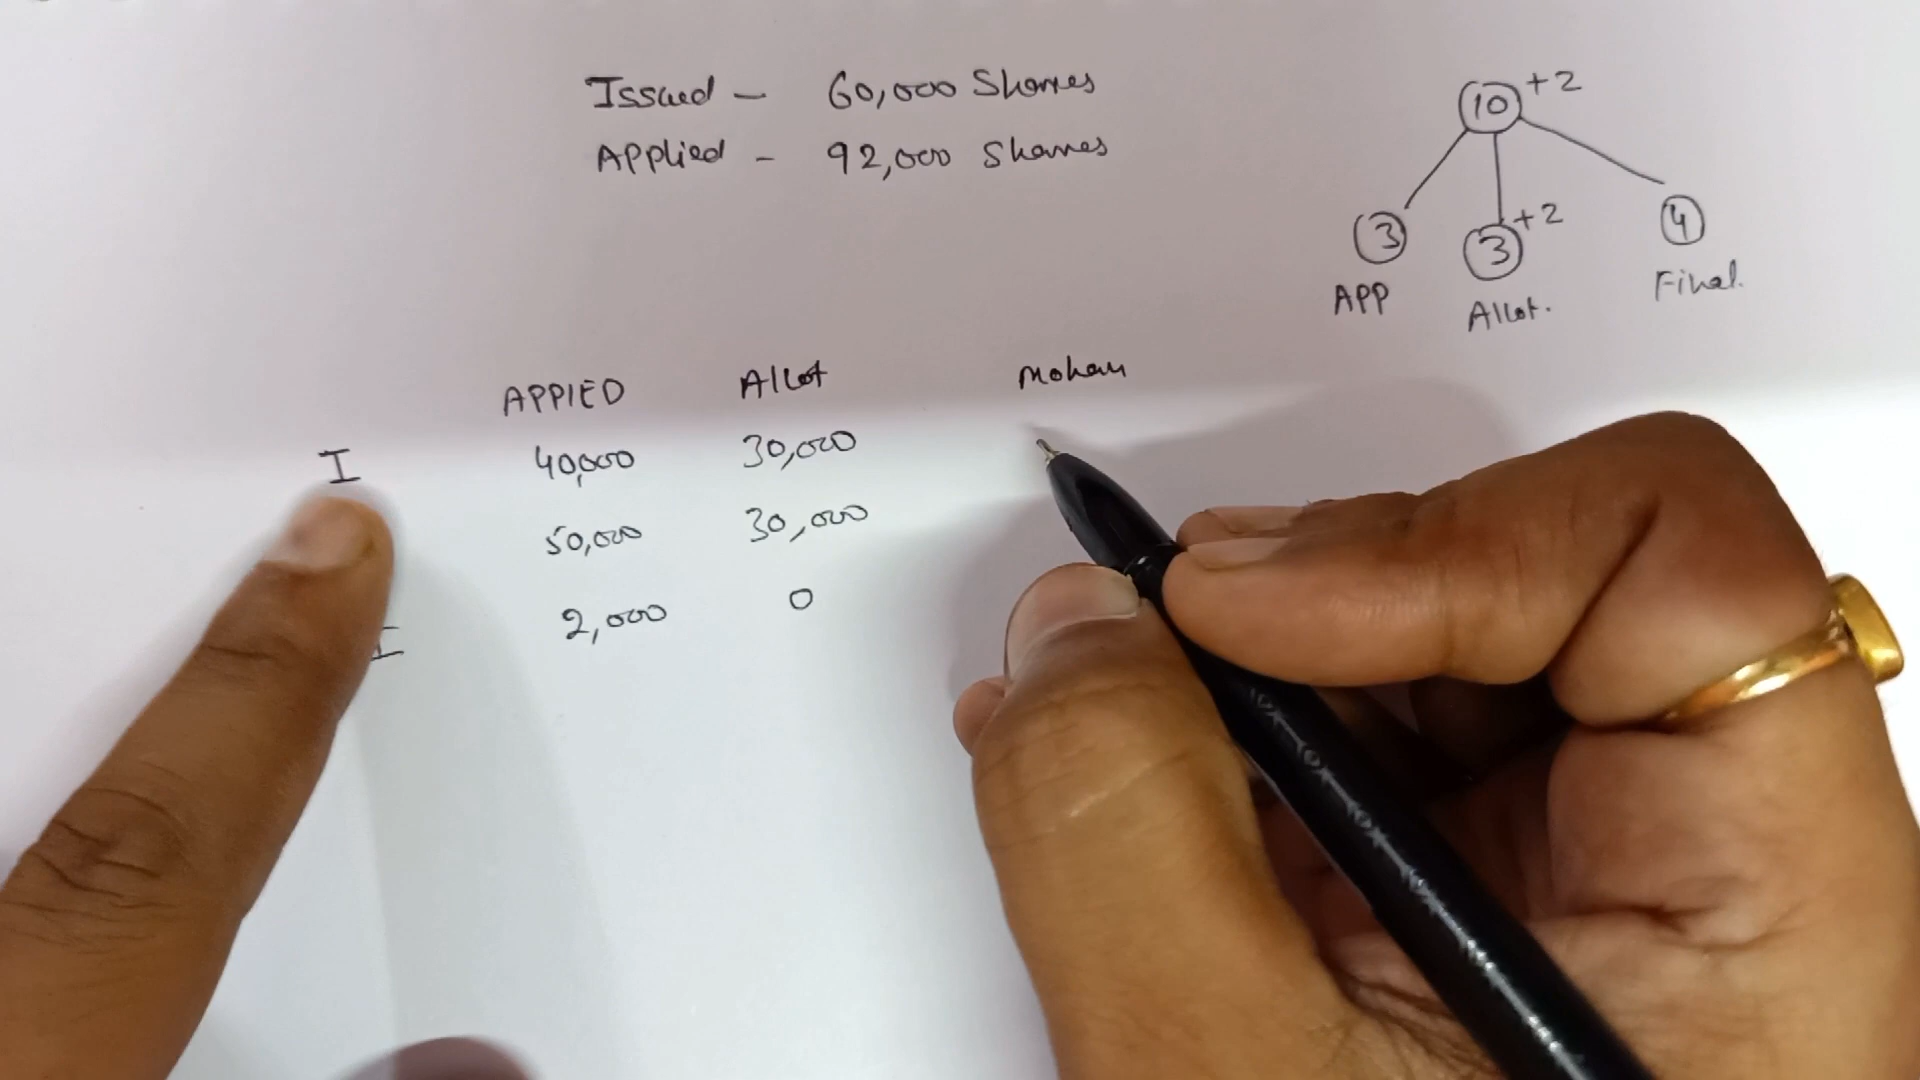 Issued - 60,000 Shares
Applied - 92,000 Shares
10 +2
3 3 +2 4
APP Allot. Final.
APPIED Allot Mohan
I 40,000 30,000
50,000 30,000
2,000 0